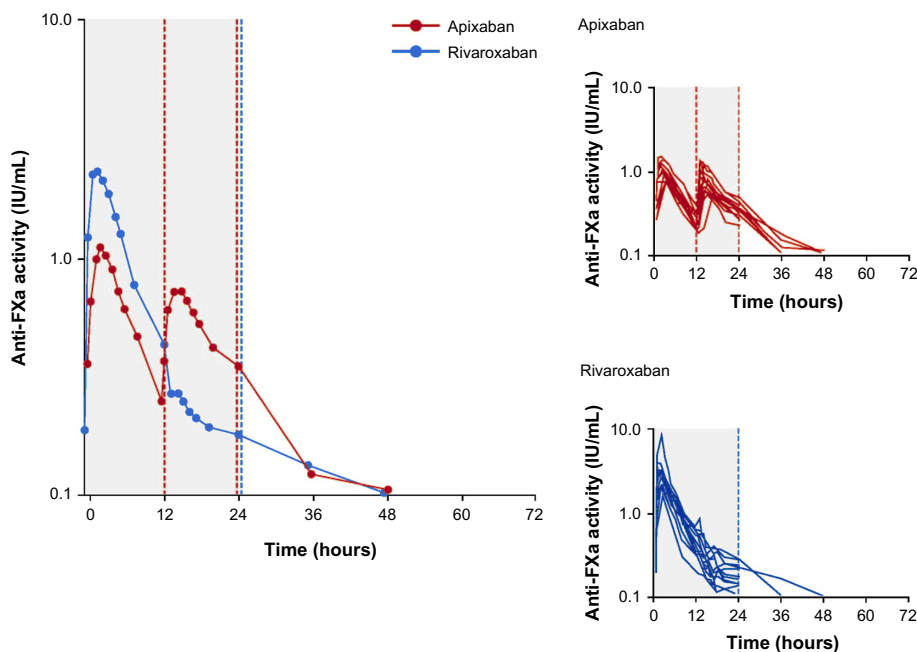 Apixaban
Rivaroxaban
Anti-FXa activity (IU/mL)
10.0
1.0
0.1
0 12 24 36 48 60 72
Time (hours)
Apixaban
Anti-FXa activity (IU/mL)
10.0
1.0
0.1
0 12 24 36 48 60 72
Time (hours)
Rivaroxaban
Anti-FXa activity (IU/mL)
10.0
1.0
0.1
0 12 24 36 48 60 72
Time (hours)